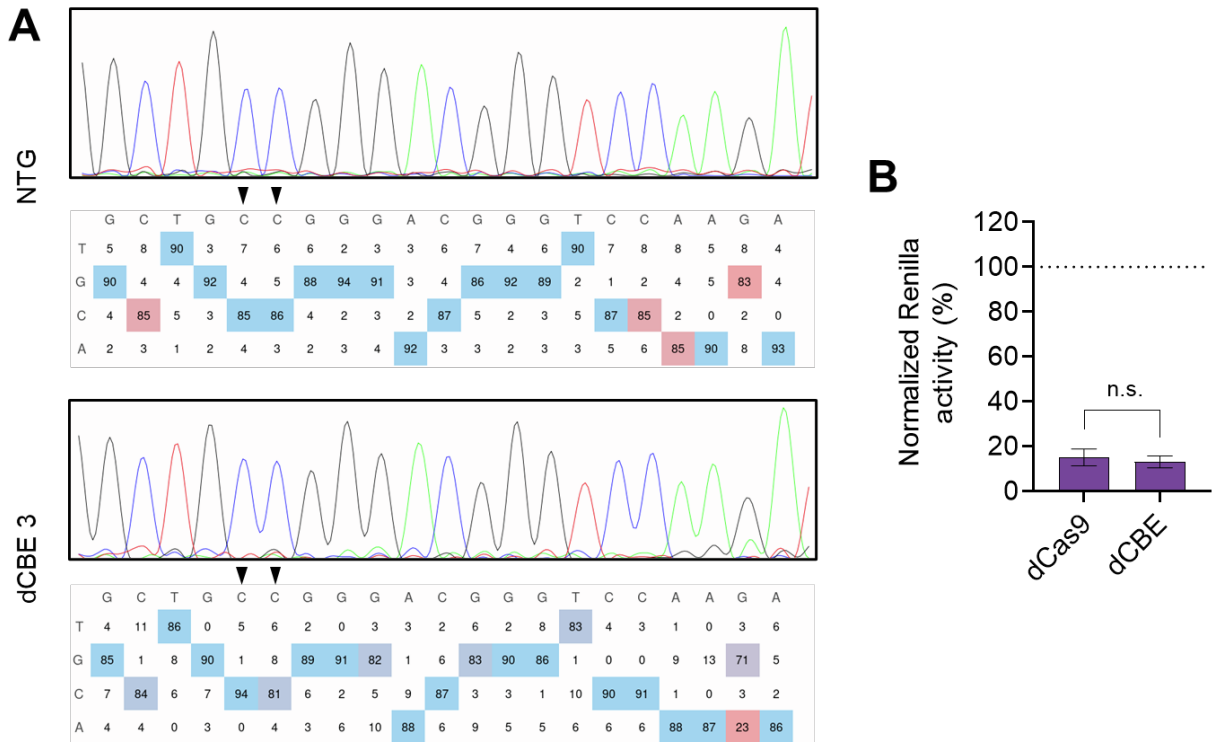 A
NTG
G C T G C C G G G A C G G G T C C A A G A
T 5 8 90 3 7 6 6 2 3 3 6 7 4 6 90 7 8 8 5 8 4
G 90 4 4 92 4 5 88 94 91 3 4 86 92 89 2 1 2 4 5 83 4
C 4 85 5 3 85 86 4 2 3 2 87 5 2 3 5 87 85 2 0 2 0
A 2 3 1 2 4 3 2 3 4 92 3 3 2 3 3 5 6 85 90 8 93
dCBE 3
G C T G C C G G G A C G G G T C C A A G A
T 4 11 86 0 5 6 2 0 3 3 2 6 2 8 83 4 3 1 0 3 6
G 85 1 8 90 1 8 89 91 82 1 6 83 90 86 1 0 0 9 13 71 5
C 7 84 6 7 94 81 6 2 5 9 87 3 3 1 10 90 91 1 0 3 2
A 4 4 0 3 0 4 3 6 10 88 6 9 5 5 6 6 6 88 87 23 86
B
Normalized Renilla
activity (%)
120
100
80
60
40
20
0
n.s.
dCas9
dCBE